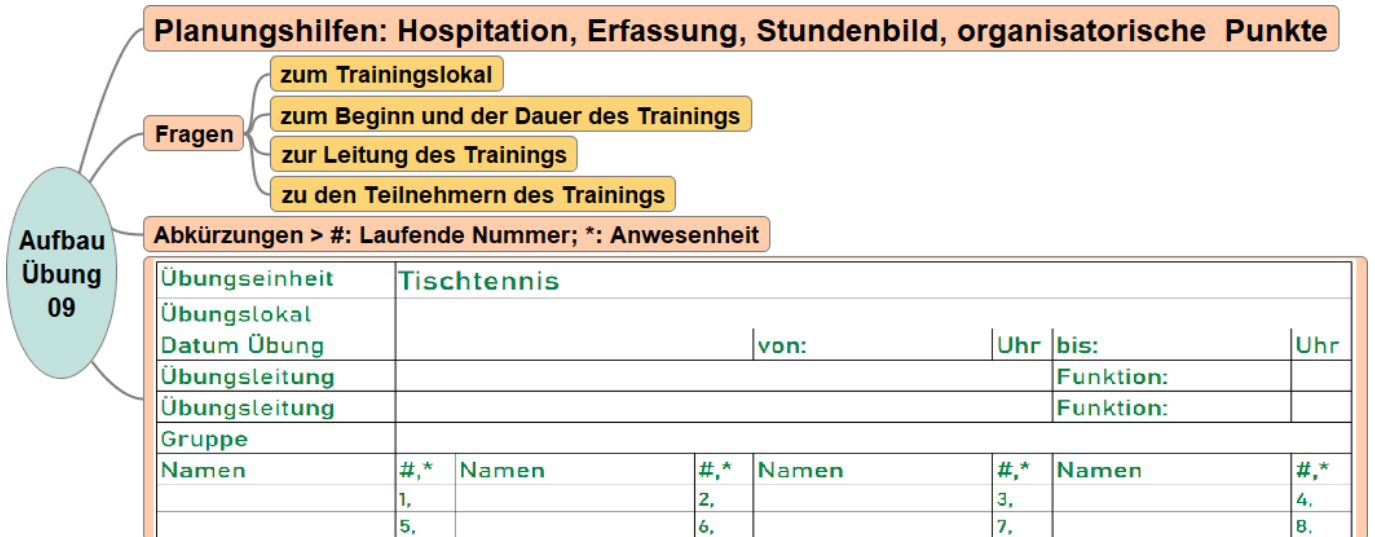 Planungshilfen: Hospitation, Erfassung, Stundenbild, organisatorische Punkte
Fragen
zum Trainingslokal
zum Beginn und der Dauer des Trainings
zur Leitung des Trainings
zu den Teilnehmern des Trainings
Aufbau
Übung
09
Abkürzungen > #: Laufende Nummer; *: Anwesenheit
Übungseinheit Tischtennis
Übungslokal
Datum Übung von: Uhr bis: Uhr
Übungsleitung Funktion:
Übungsleitung Funktion:
Gruppe
Namen #,* Namen #,* Namen #,* Namen #,*
1, 2, 3, 4,
5, 6, 7, 8,